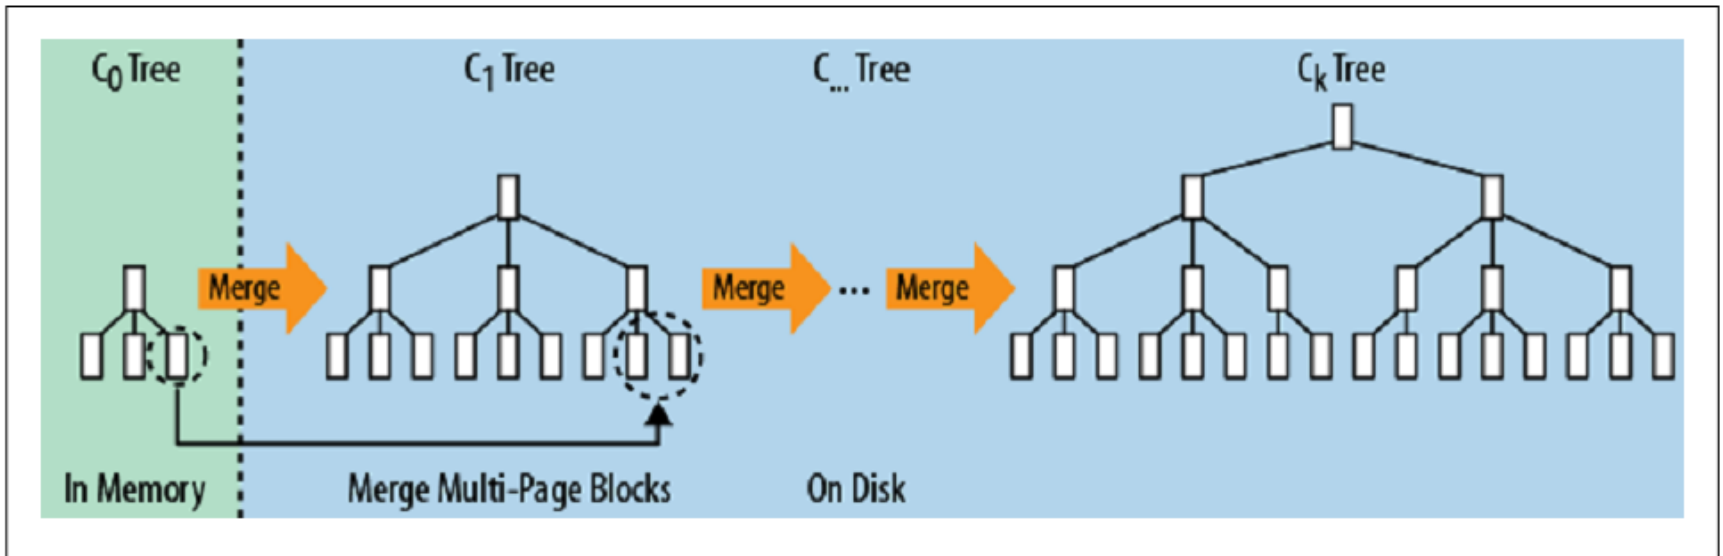 C0 Tree
C1 Tree
C... Tree
Ck Tree
Merge
Merge
...
Merge
In Memory
Merge Multi-Page Blocks
On Disk